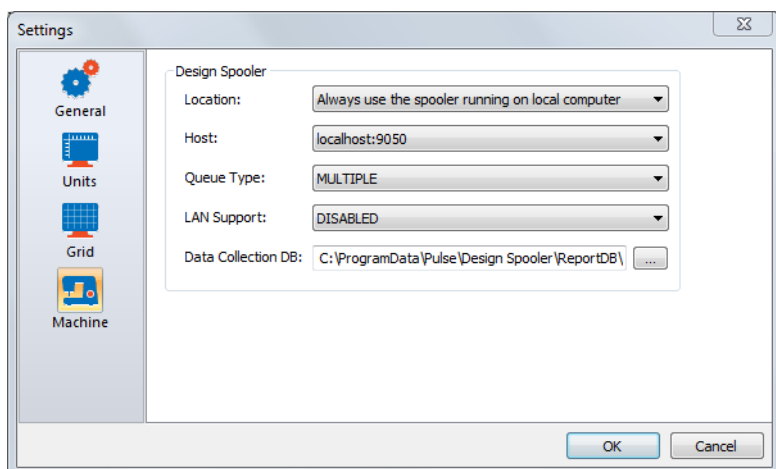 Settings
General
Units
Grid
Machine
Design Spooler
Location: Always use the spooler running on local computer
Host: localhost:9050
Queue Type: MULTIPLE
LAN Support: DISABLED
Data Collection DB: C:\ProgramData\Pulse\Design Spooler\ReportDB\ ...
OK Cancel